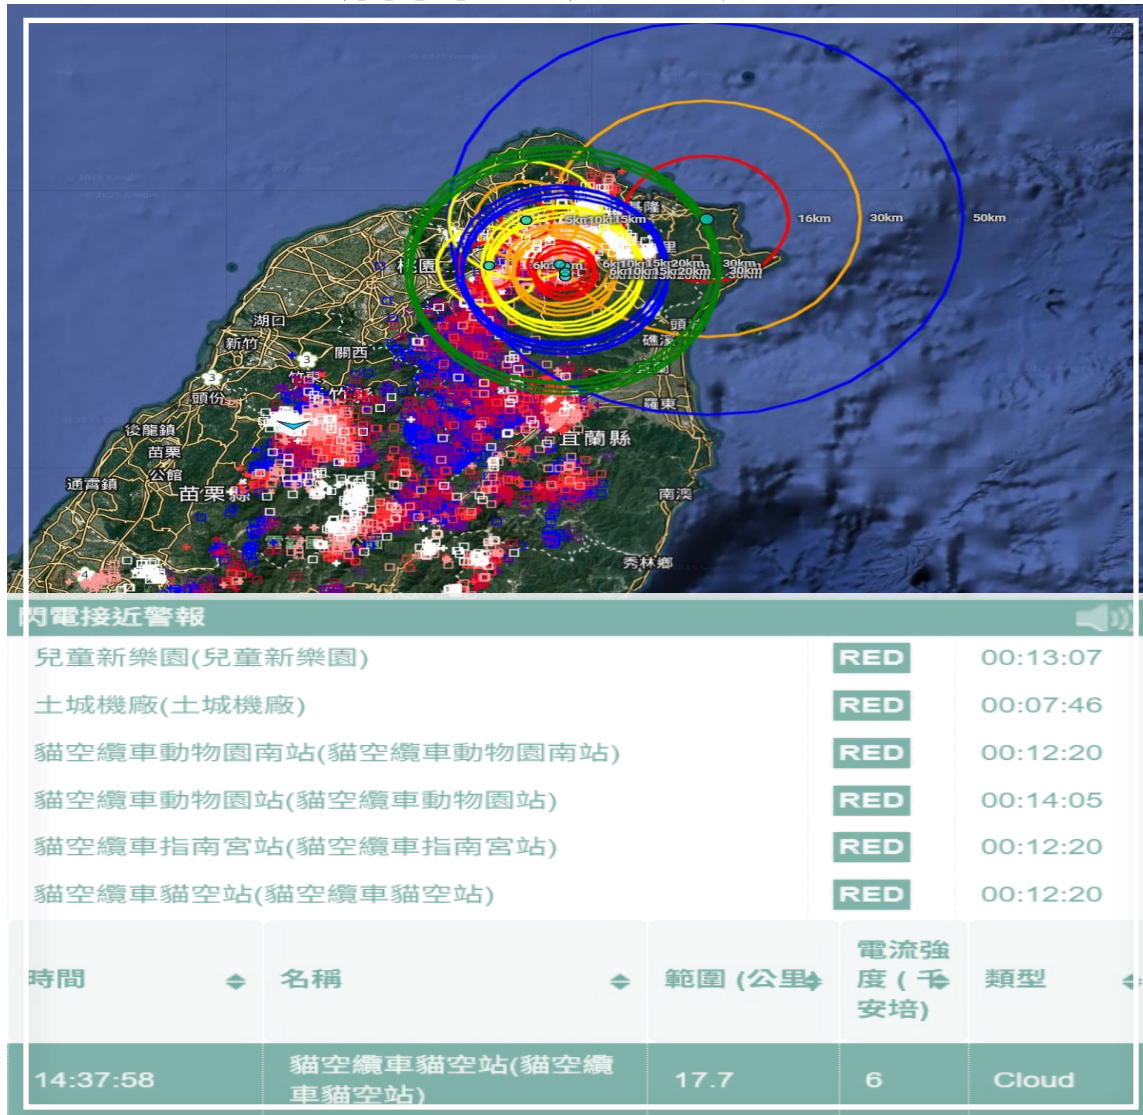 基隆
16km
30km
50km
5km10km15km
桃園
6km
6km10km15km20km
30km
6km10km15km20km
30km
湖口
新竹
關西
3
3
竹東
頭份
礁溪
羅東
宜蘭縣
後龍鎮
苗栗
公館
通霄鎮
苗栗縣
南澳
秀林鄉
4
閃電接近警報
兒童新樂園(兒童新樂園) RED 00:13:07
土城機廠(土城機廠) RED 00:07:46
貓空纜車動物園南站(貓空纜車動物園南站) RED 00:12:20
貓空纜車動物園站(貓空纜車動物園站) RED 00:14:05
貓空纜車指南宮站(貓空纜車指南宮站) RED 00:12:20
貓空纜車貓空站(貓空纜車貓空站) RED 00:12:20
時間 名稱 範圍 (公里) 電流強度 ( 千安培) 類型
14:37:58 貓空纜車貓空站(貓空纜車貓空站) 17.7 6 Cloud